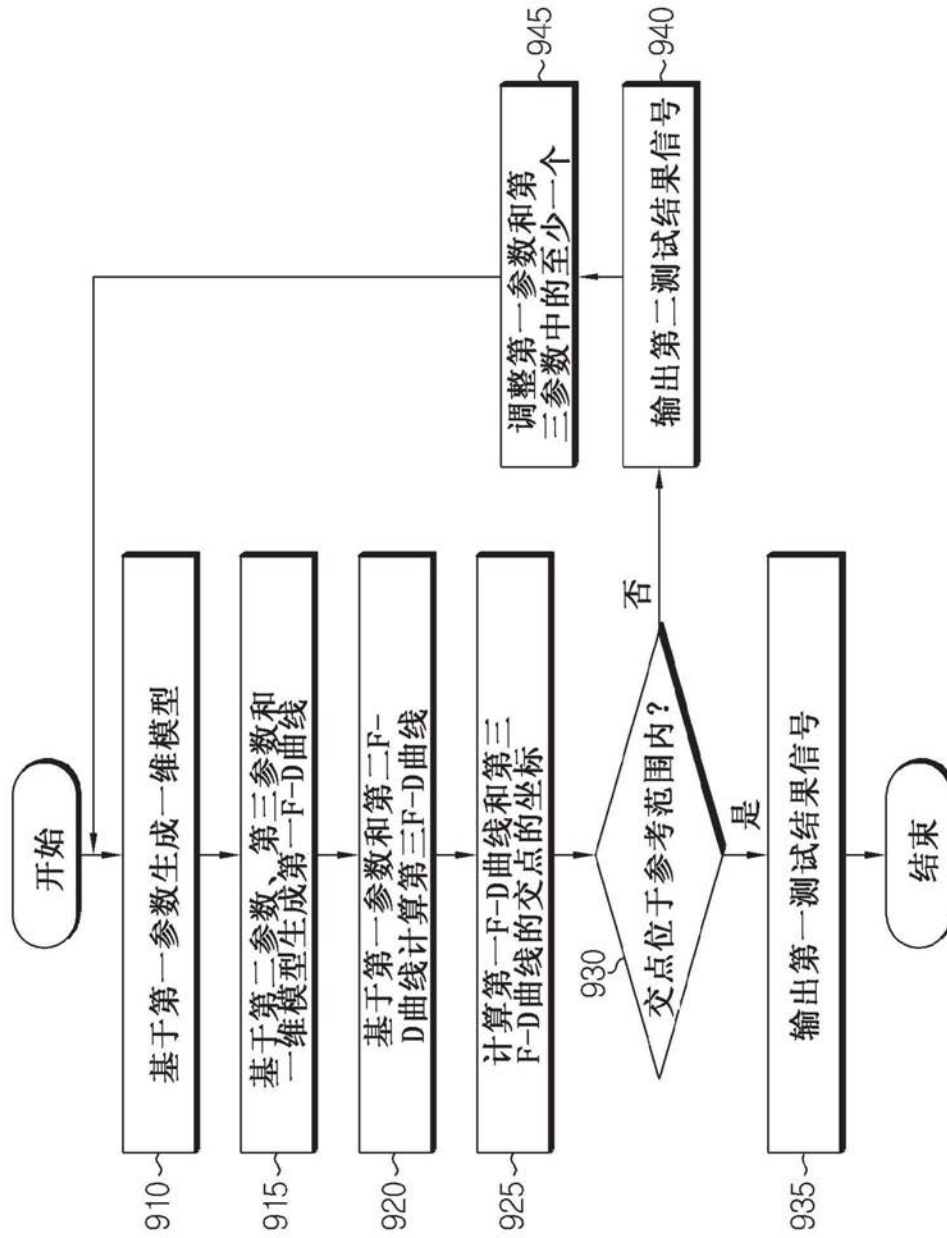 开始
910
基于第一参数生成一维模型
915
基于第二参数、第三参数和
一维模型生成第一F-D曲线
920
基于第一参数和第二F-
D曲线计算第三F-D曲线
925
计算第一F-D曲线和第三
F-D曲线的交点的坐标
930
交点位于参考范围内?
否
是
935
输出第一测试结果信号
结束
945
调整第一参数和第
三参数中的至少一个
940
输出第二测试结果信号